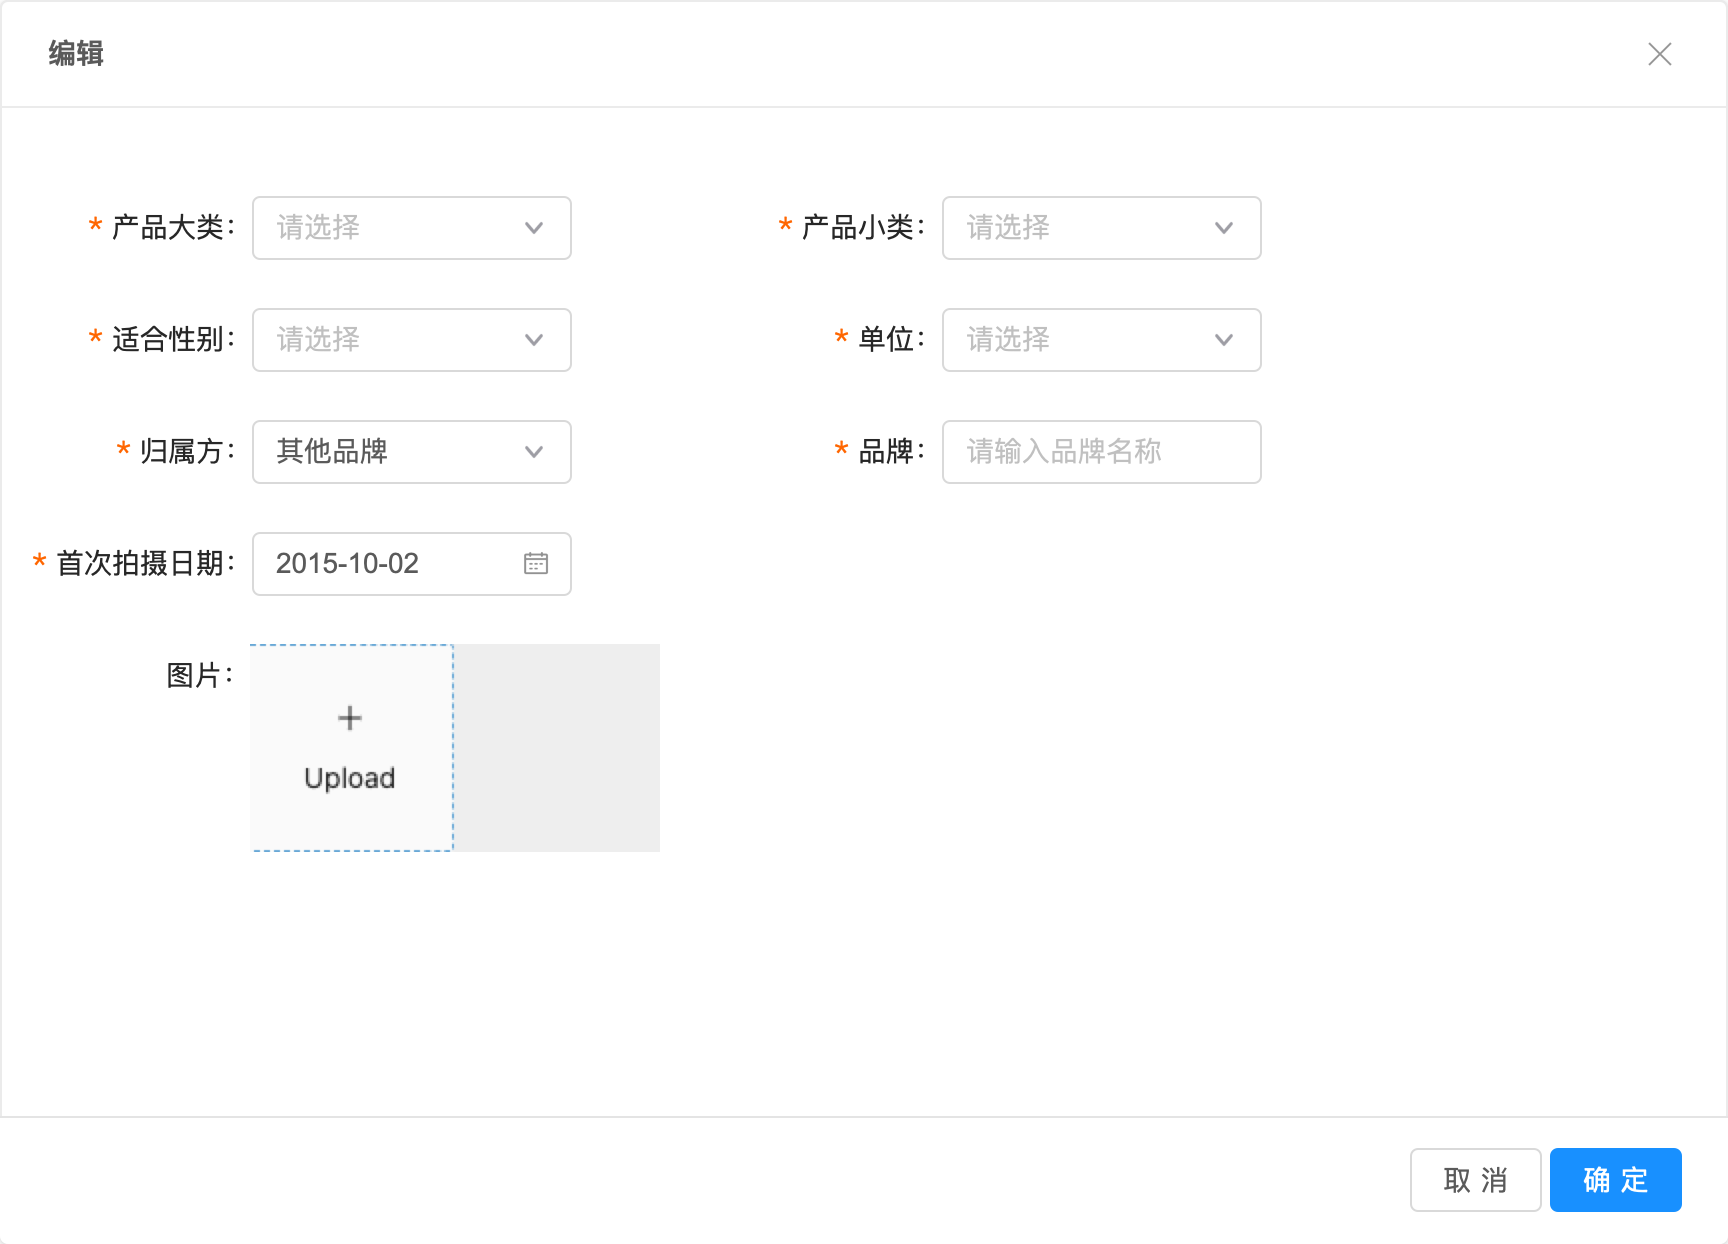 编辑
* 产品大类: 请选择
* 产品小类: 请选择
* 适合性别: 请选择
* 单位: 请选择
* 归属方: 其他品牌
* 品牌: 请输入品牌名称
* 首次拍摄日期: 2015-10-02
图片:
+
Upload
取 消
确 定